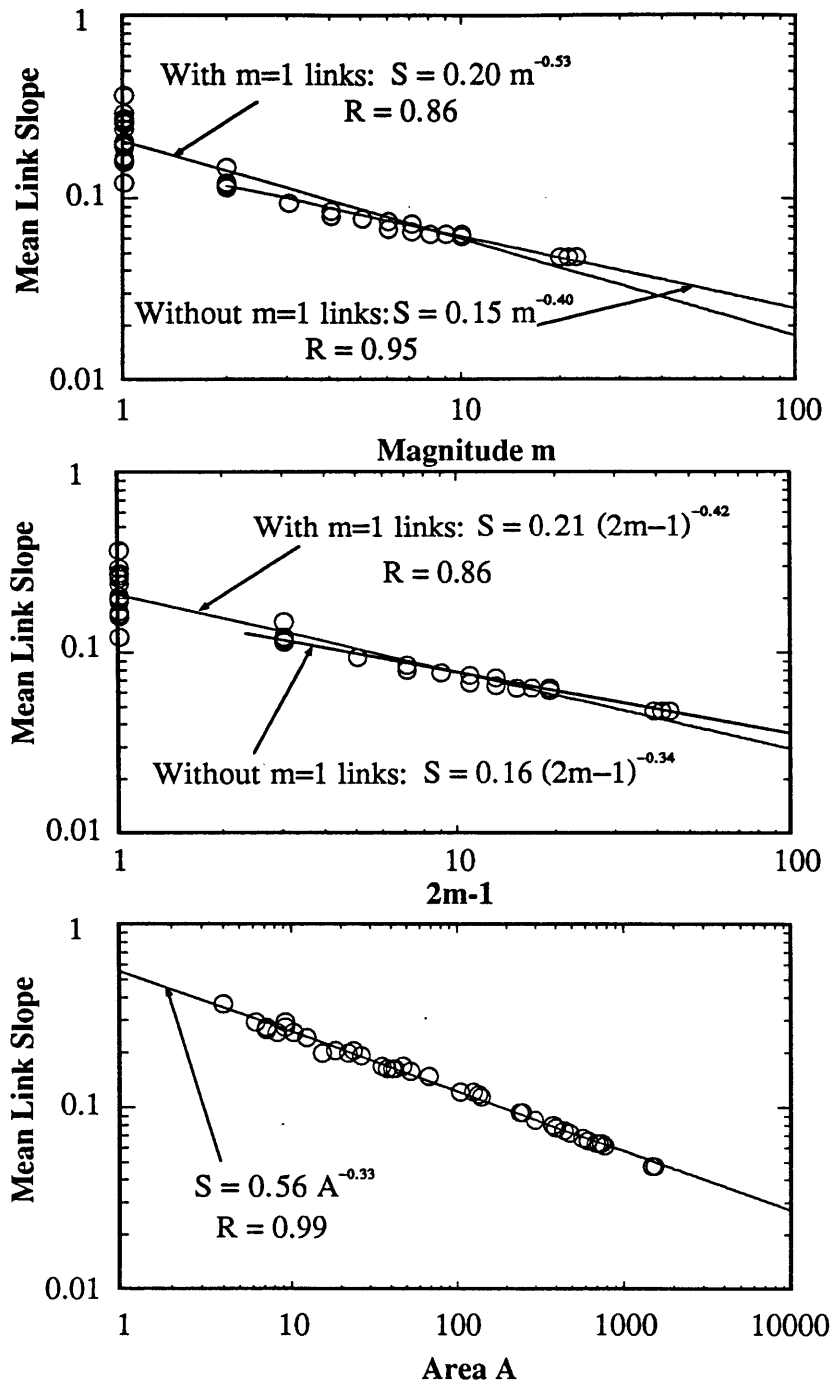 1
With m=1 links: S = 0.20 m^-0.53
R = 0.86
0.1
Mean Link Slope
Without m=1 links: S = 0.15 m^-0.40
R = 0.95
0.01
1 10 100
Magnitude m
1
With m=1 links: S = 0.21 (2m−1)^-0.42
R = 0.86
0.1
Mean Link Slope
Without m=1 links: S = 0.16 (2m−1)^-0.34
0.01
1 10 100
2m-1
1
0.1
Mean Link Slope
S = 0.56 A^-0.33
R = 0.99
0.01
1 10 100 1000 10000
Area A